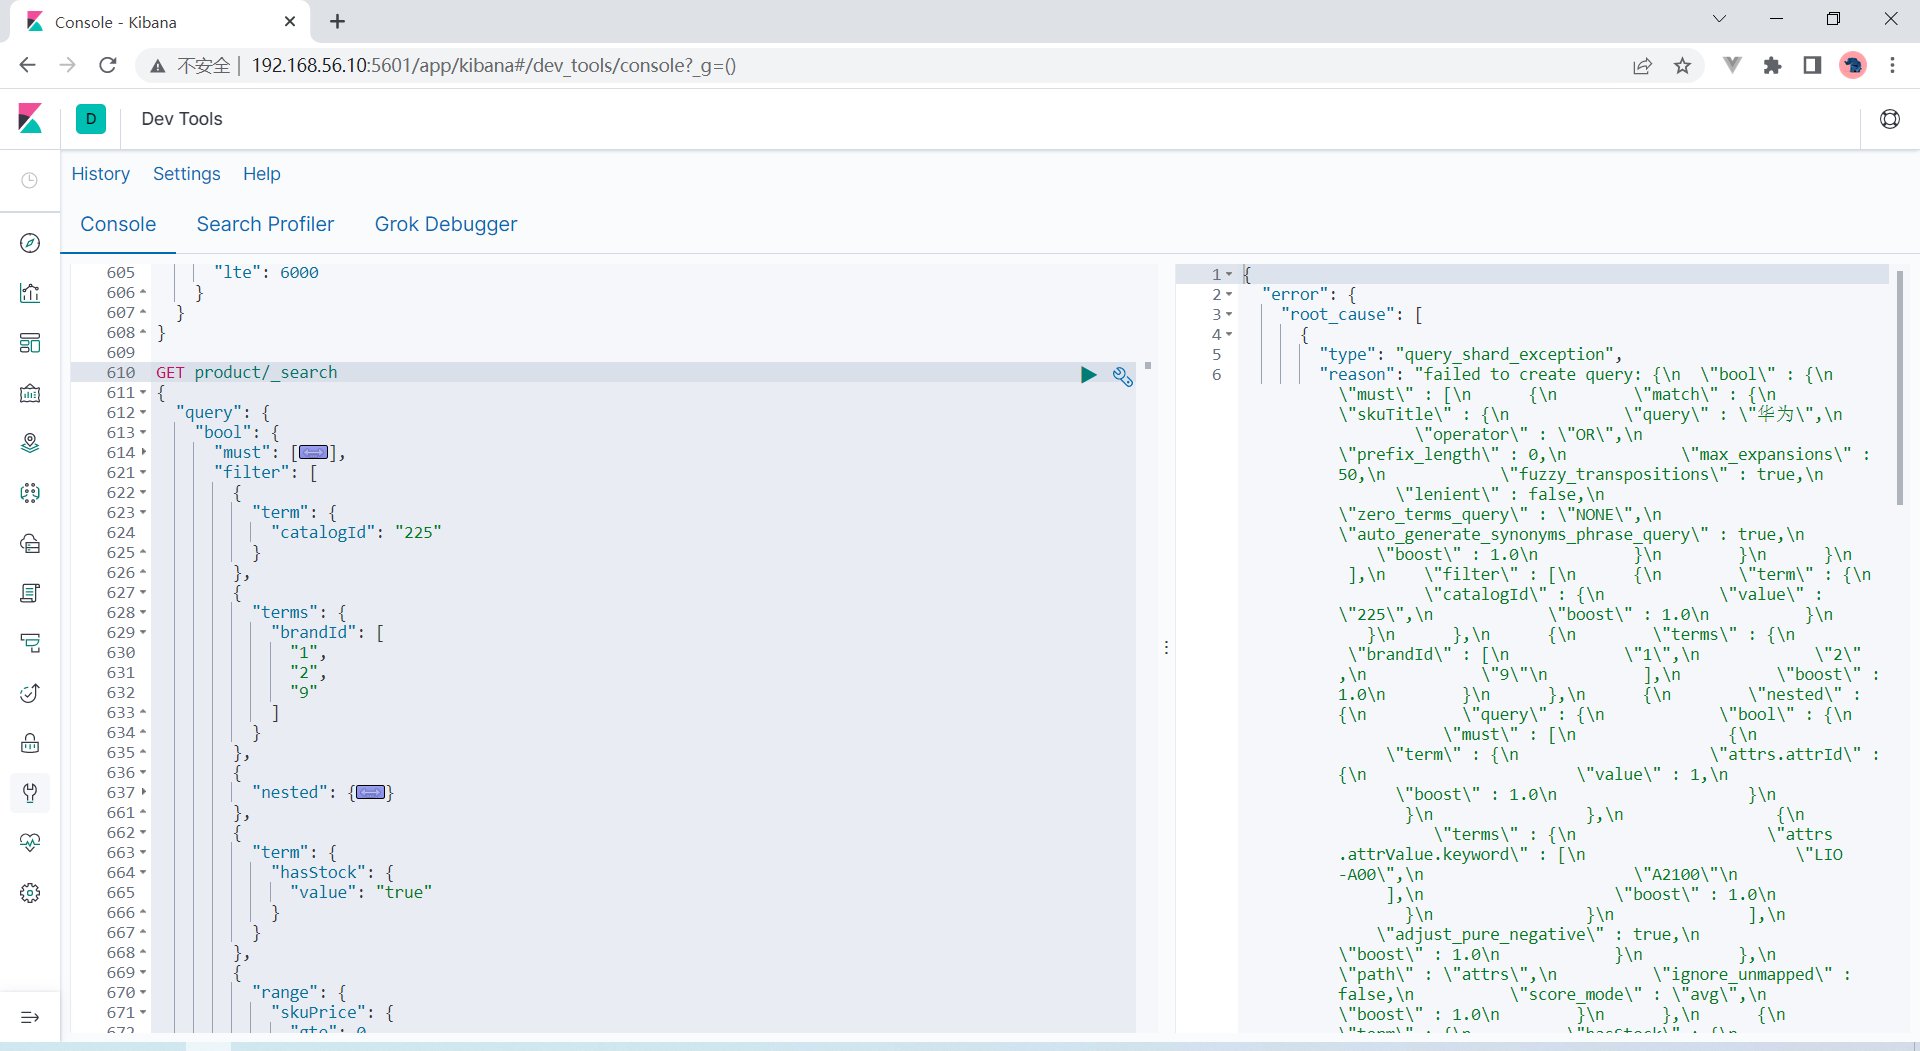 Console - Kibana
不安全 192.168.56.10:5601/app/kibana#/dev_tools/console?_g=()
D Dev Tools
History Settings Help
Console Search Profiler Grok Debugger
605 "lte": 6000
606 }
607 }
608 }
609
610 GET product/_search
611 {
612 "query": {
613 "bool": {
614 "must": [],
621 "filter": [
622 {
623 "term": {
624 "catalogId": "225"
625 }
626 },
627 {
628 "terms": {
629 "brandId": [
630 "1",
631 "2",
632 "9"
633 ]
634 }
635 },
636 {
637 "nested": {}
661 },
662 {
663 "term": {
664 "hasStock": {
665 "value": "true"
666 }
667 }
668 },
669 {
670 "range": {
671 "skuPrice": {
672 "gte": 0
1 {
2 "error": {
3 "root_cause": [
4 {
5 "type": "query_shard_exception",
6 "reason": "failed to create query: {\n \"bool\" : {\n
\"must\" : [\n {\n \"match\" : {\n
\"skuTitle\" : {\n \"query\" : \"华为\",\n
\"operator\" : \"OR\",\n
\"prefix_length\" : 0,\n \"max_expansions\" :
50,\n \"fuzzy_transpositions\" : true,\n
\"lenient\" : false,\n
\"zero_terms_query\" : \"NONE\",\n
\"auto_generate_synonyms_phrase_query\" : true,\n
\"boost\" : 1.0\n }\n }\n }\n
],\n \"filter\" : [\n {\n \"term\" : {\n
\"catalogId\" : {\n \"value\" :
\"225\",\n \"boost\" : 1.0\n }\n
}\n },\n {\n \"terms\" : {\n
\"brandId\" : [\n \"1\",\n \"2\"
,\n \"9\"\n ],\n \"boost\" :
1.0\n }\n },\n {\n \"nested\" :
{\n \"query\" : {\n \"bool\" : {\n
\"must\" : [\n {\n
\"term\" : {\n \"attrs.attrId\" :
{\n \"value\" : 1,\n
\"boost\" : 1.0\n }\n
}\n },\n {\n
\"terms\" : {\n \"attrs
.attrValue.keyword\" : [\n \"LIO
-A00\",\n \"A2100\"\n
],\n \"boost\" : 1.0\n
}\n }\n ],\n
\"adjust_pure_negative\" : true,\n
\"boost\" : 1.0\n }\n },\n
\"path\" : \"attrs\",\n \"ignore_unmapped\" :
false,\n \"score_mode\" : \"avg\",\n
\"boost\" : 1.0\n }\n },\n {\n
\"term\" : {\n \"hasStock\" : {\n